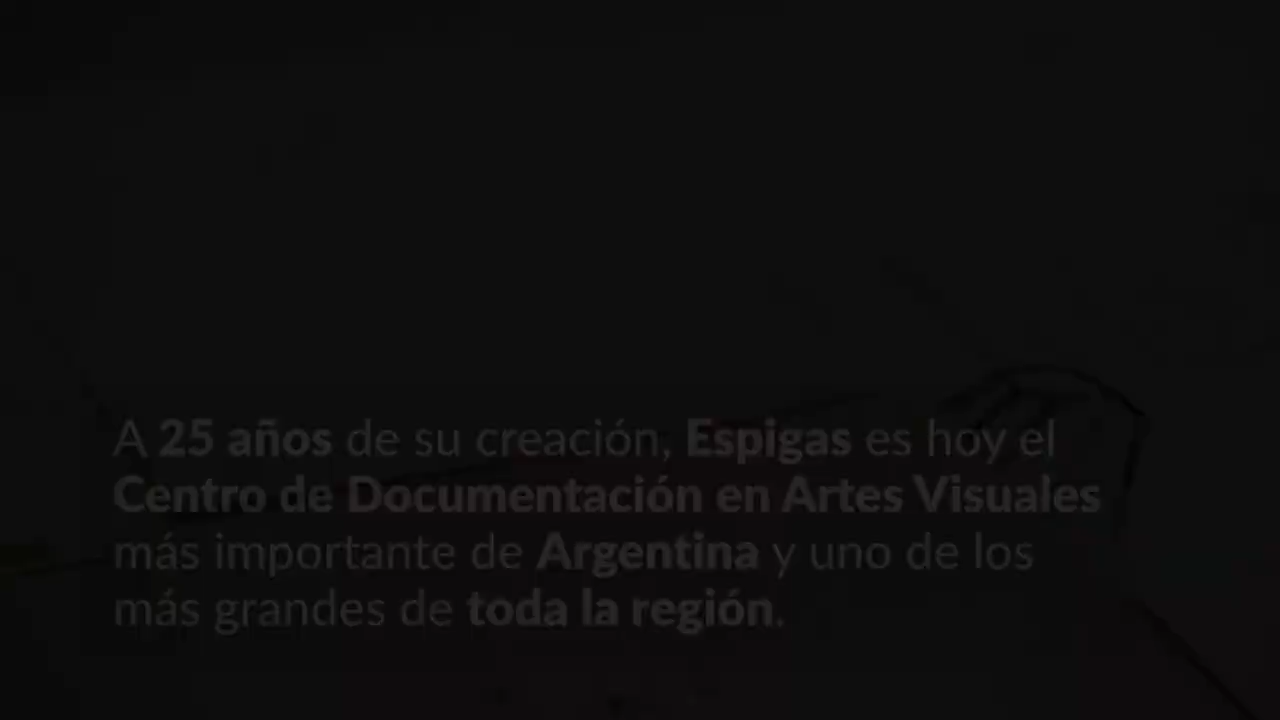 A 25 años de su creación, Espigas es hoy el
Centro de Documentación en Artes Visuales
más importante de Argentina y uno de los
más grandes de toda la región.